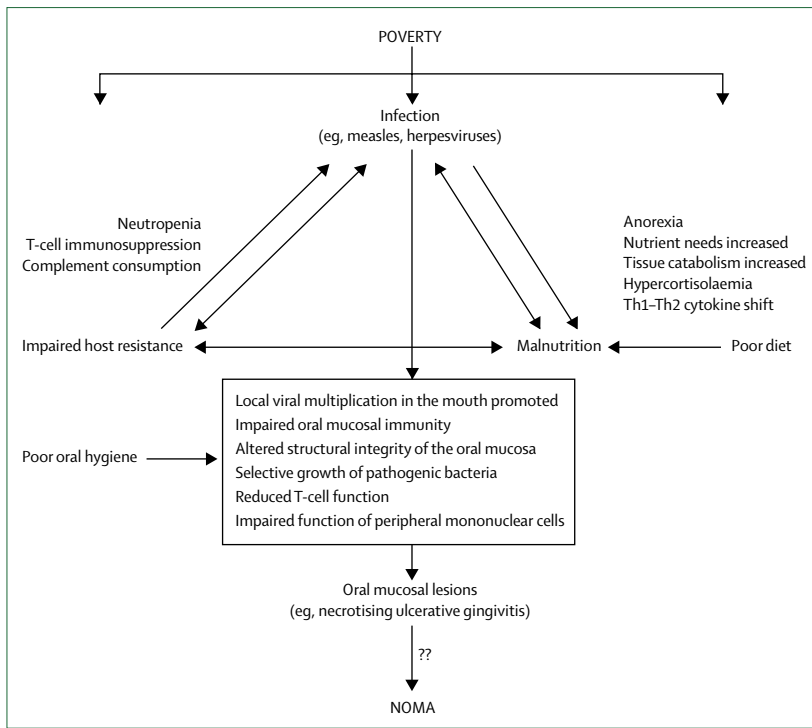 POVERTY
Infection
(eg, measles, herpesviruses)
Neutropenia
T-cell immunosuppression
Complement consumption
Anorexia
Nutrient needs increased
Tissue catabolism increased
Hypercortisolaemia
Th1–Th2 cytokine shift
Impaired host resistance
Malnutrition
Poor diet
Local viral multiplication in the mouth promoted
Impaired oral mucosal immunity
Altered structural integrity of the oral mucosa
Selective growth of pathogenic bacteria
Reduced T-cell function
Impaired function of peripheral mononuclear cells
Poor oral hygiene
Oral mucosal lesions
(eg, necrotising ulcerative gingivitis)
??
NOMA